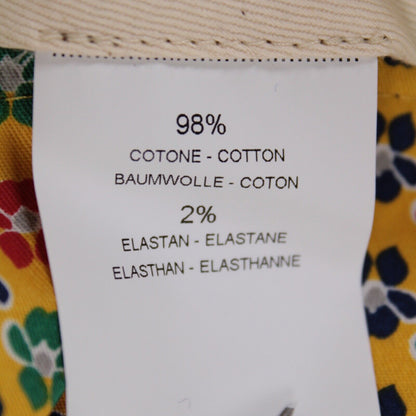 98%
COTONE - COTTON
BAUMWOLLE - COTON
2%
ELASTAN - ELASTANE
ELASTHAN - ELASTHANNE